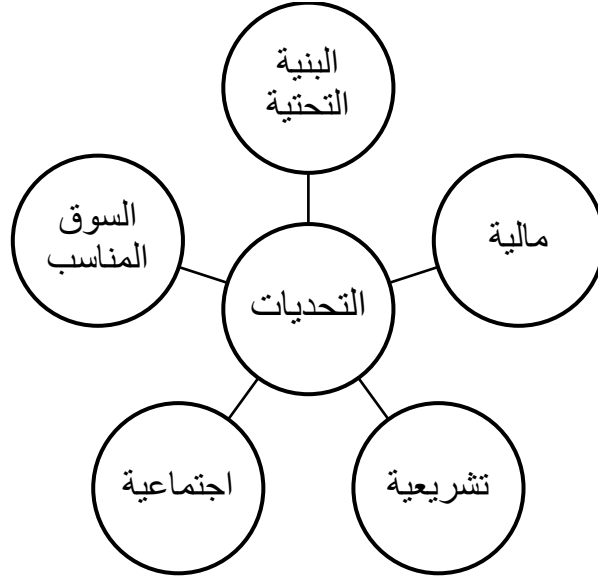 البنية
التحتية
مالية
السوق
المناسب
التحديات
تشريعية
اجتماعية